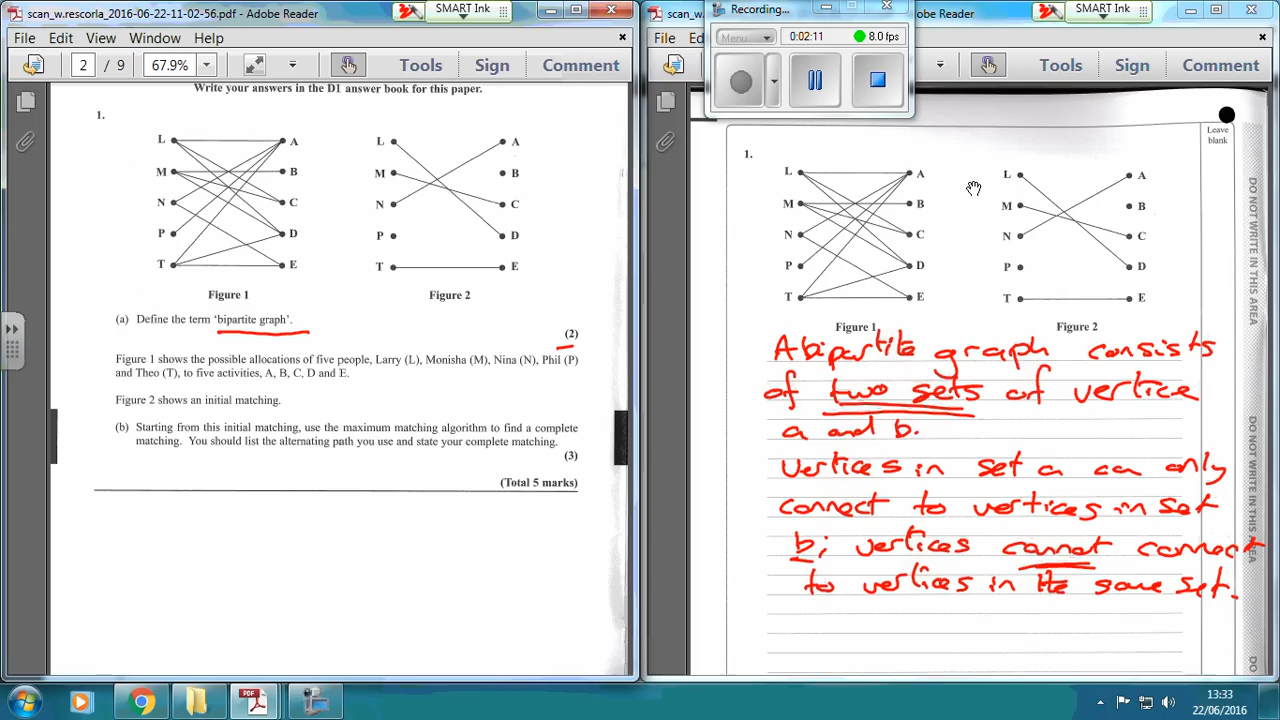 scan_w.rescorla_2016-06-22-11-02-56.pdf - Adobe Reader
SMART Ink
File Edit View Window Help
2 / 9 67.9% Tools Sign Comment
Write your answers in the D1 answer book for this paper.
1.
L A
M B
N C
P D
T E
Figure 1
L A
M B
N C
P D
T E
Figure 2
(a) Define the term ‘bipartite graph’.
(2)
Figure 1 shows the possible allocations of five people, Larry (L), Monisha (M), Nina (N), Phil (P)
and Theo (T), to five activities, A, B, C, D and E.
Figure 2 shows an initial matching.
(b) Starting from this initial matching, use the maximum matching algorithm to find a complete
matching. You should list the alternating path you use and state your complete matching.
(3)
(Total 5 marks)
scan_w
Reader
SMART Ink
File Ed
Tools Sign Comment
Recording...
Menu 0:02:11 8.0 fps
Leave
blank
1.
L A
M B
N C
P D
T E
Figure 1
L A
M B
N C
P D
T E
Figure 2
A bipartite graph consists
of two sets of vertice
a and b.
vertices in set a can only
connect to vertices in set
b; vertices cannot connect
to vertices in the same set.
DO NOT WRITE IN THIS AREA
DO NOT WRITE IN THIS AREA
DO
PDF
13:33
22/06/2016